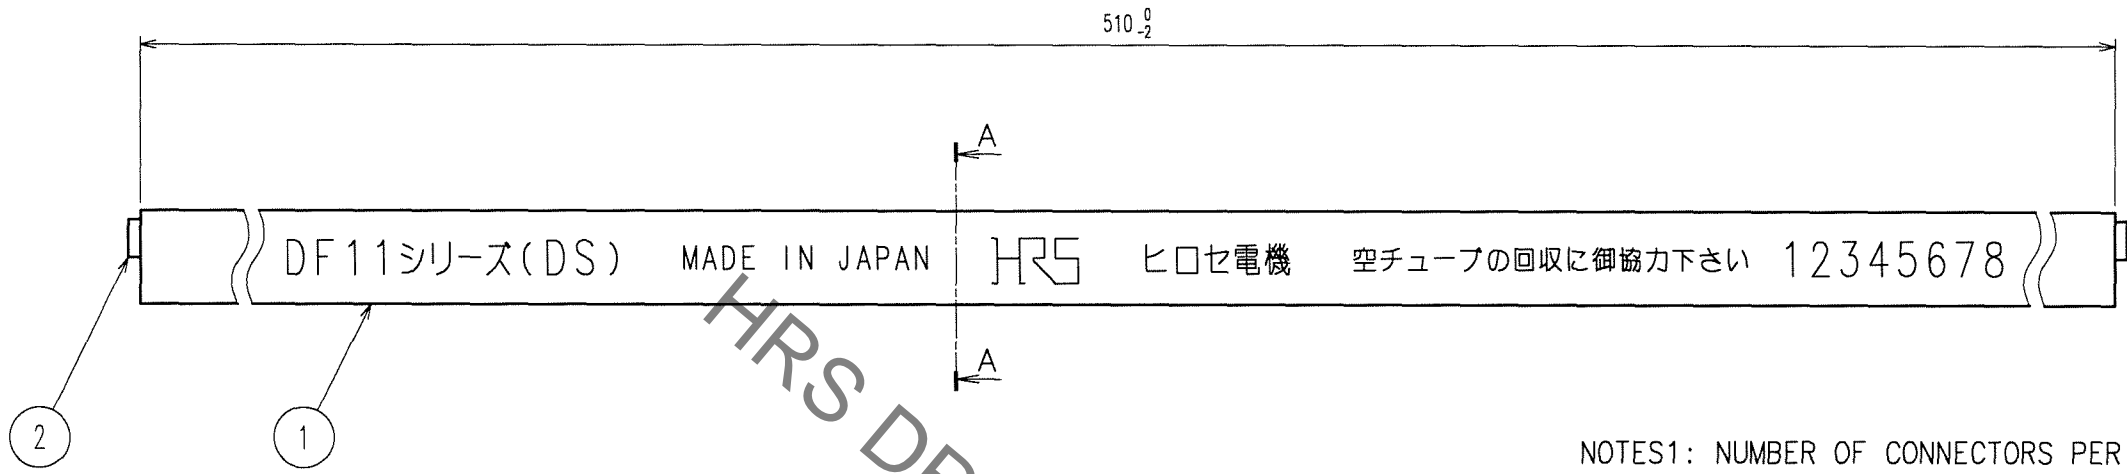 510 0 -2
A
DF11シリーズ(DS) MADE IN JAPAN HRS ヒロセ電機 空チューブの回収に御協力下さい 12345678
A
2 1
HRS
NOTES1: NUMBER OF CONNECTORS PER